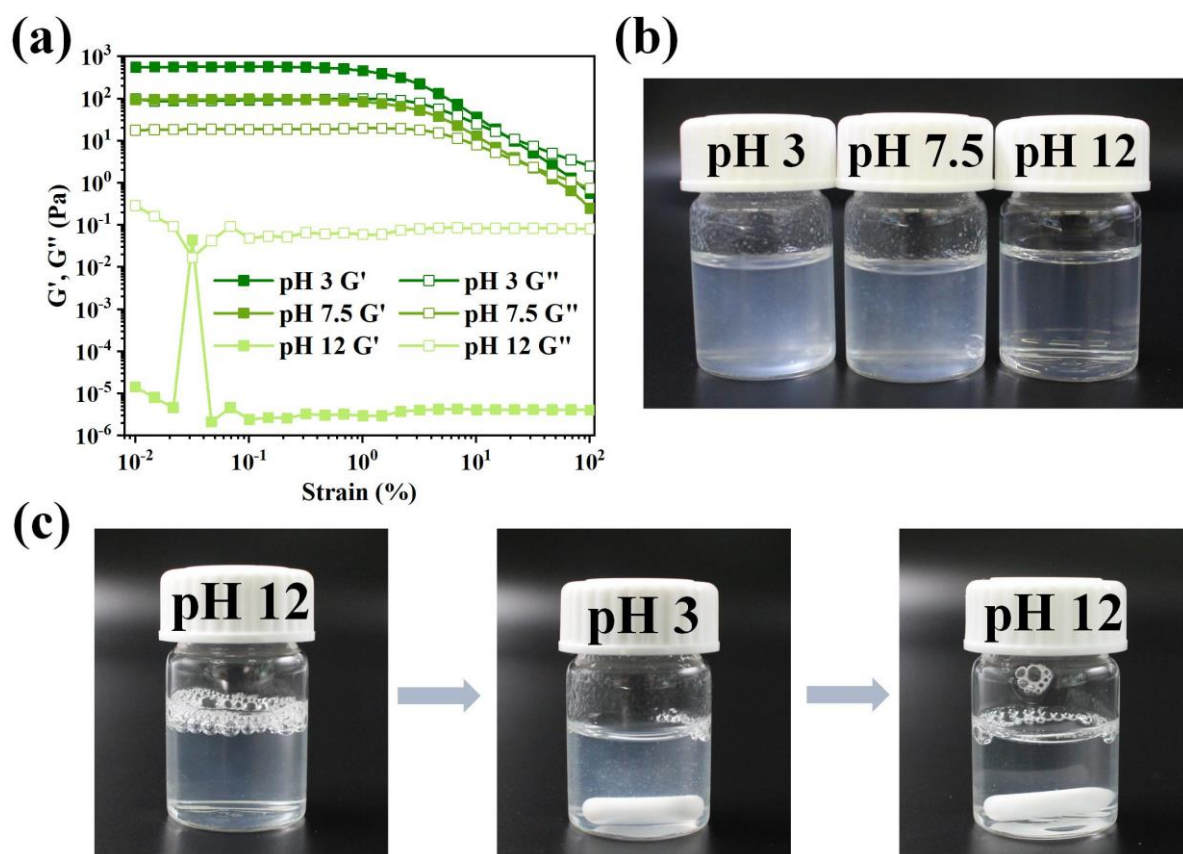 (a)
10³
10²
10¹
10⁰
10⁻¹
10⁻²
10⁻³
10⁻⁴
10⁻⁵
10⁻⁶
G', G" (Pa)
pH 3 G' pH 3 G"
pH 7.5 G' pH 7.5 G"
pH 12 G' pH 12 G"
10⁻² 10⁻¹ 10⁰ 10¹ 10²
Strain (%)
(b)
pH 3 pH 7.5 pH 12
(c)
pH 12 pH 3 pH 12